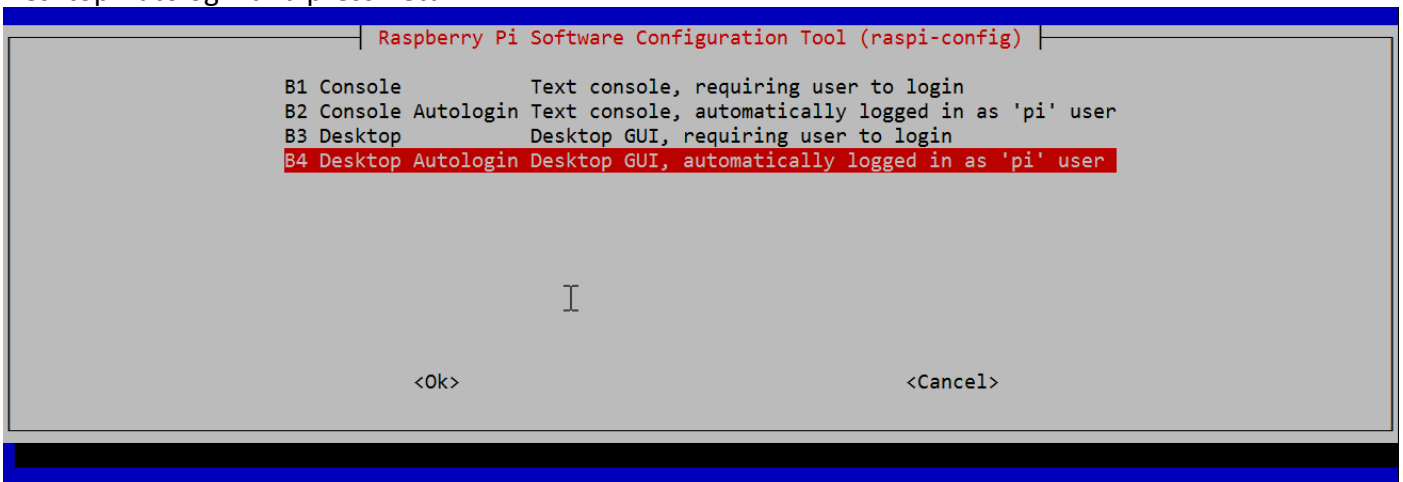 Raspberry Pi Software Configuration Tool (raspi-config)
B1 Console Text console, requiring user to login
B2 Console Autologin Text console, automatically logged in as 'pi' user
B3 Desktop Desktop GUI, requiring user to login
B4 Desktop Autologin Desktop GUI, automatically logged in as 'pi' user
<Ok> <Cancel>